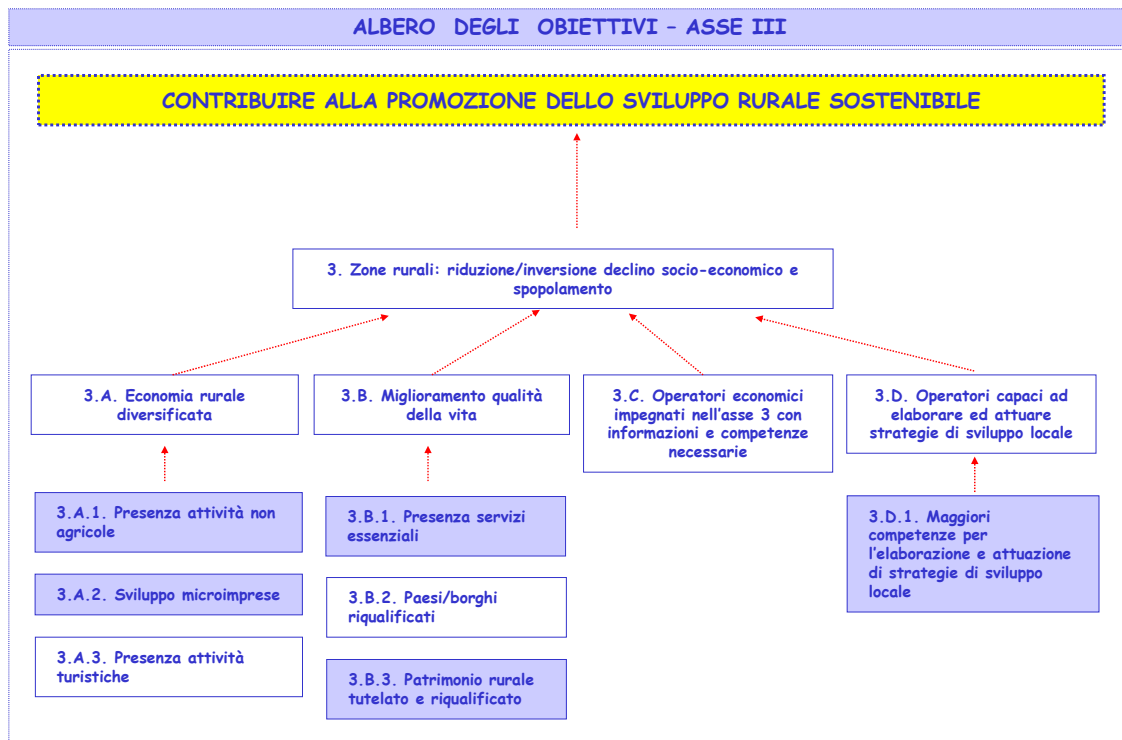 ALBERO DEGLI OBIETTIVI – ASSE III
CONTRIBUIRE ALLA PROMOZIONE DELLO SVILUPPO RURALE SOSTENIBILE
3. Zone rurali: riduzione/inversione declino socio-economico e
spopolamento
3.A. Economia rurale
diversificata
3.B. Miglioramento qualità
della vita
3.C. Operatori economici
impegnati nell'asse 3 con
informazioni e competenze
necessarie
3.D. Operatori capaci ad
elaborare ed attuare
strategie di sviluppo locale
3.A.1. Presenza attività non
agricole
3.A.2. Sviluppo microimprese
3.A.3. Presenza attività
turistiche
3.B.1. Presenza servizi
essenziali
3.B.2. Paesi/borghi
riqualificati
3.B.3. Patrimonio rurale
tutelato e riqualificato
3.D.1. Maggiori
competenze per
l'elaborazione e attuazione
di strategie di sviluppo
locale